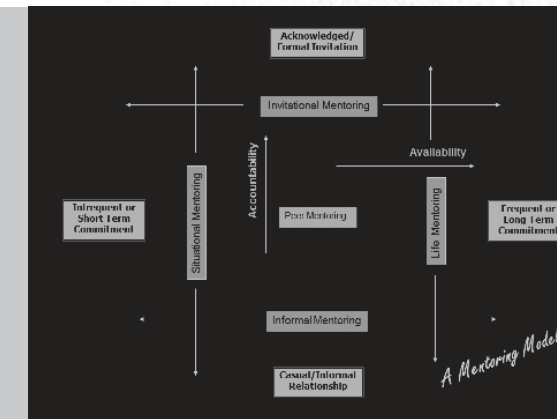 Acknowledged/
Formal Invitation
Invitational Mentoring
Availability
Accountability
Situational Mentoring
Life Mentoring
Infrequent or
Short Term
Commitment
Peer Mentoring
Frequent or
Long Term
Commitment
Informal Mentoring
Casual/Informal
Relationship
A Mentoring Model